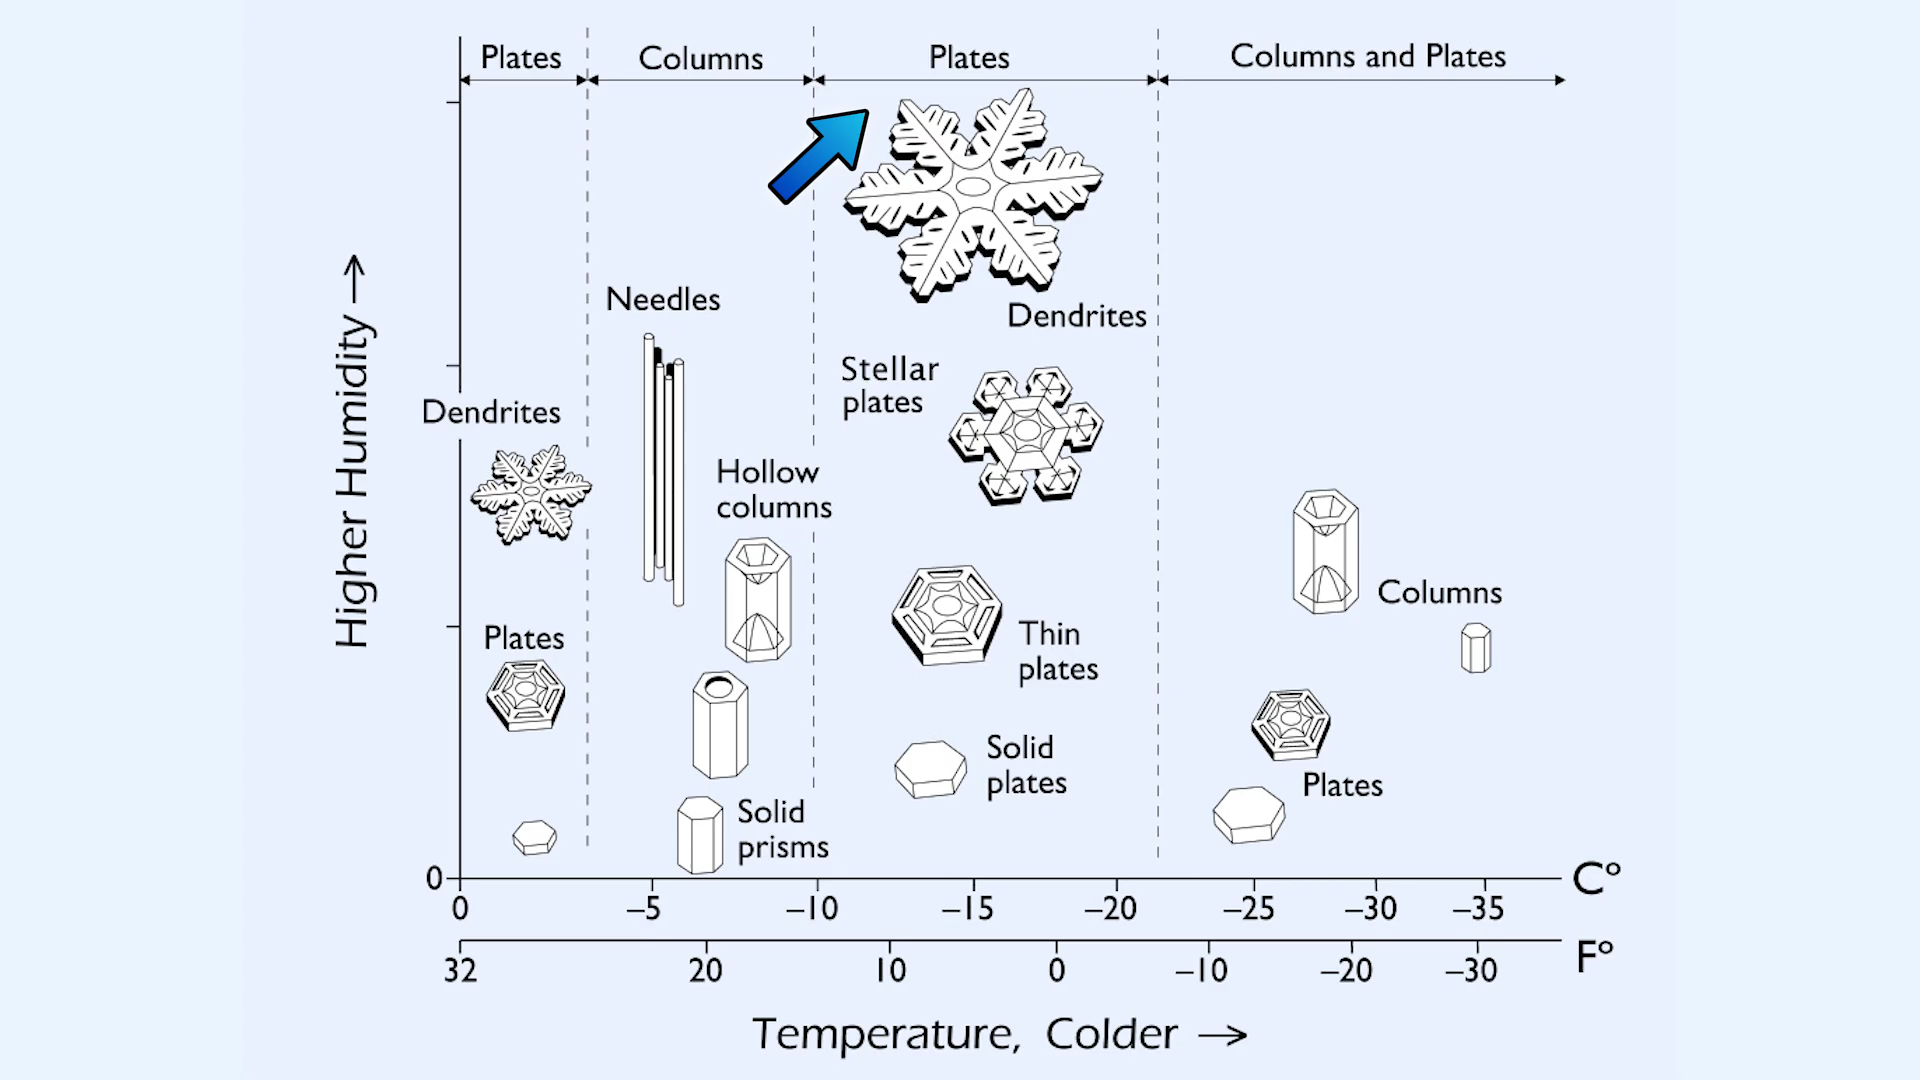 Plates
Columns
Plates
Columns and Plates
Higher Humidity →
Needles
Dendrites
Stellar
plates
Dendrites
Hollow
columns
Columns
Plates
Thin
plates
Solid
plates
Plates
Solid
prisms
0
C°
0 –5 –10 –15 –20 –25 –30 –35
F°
32 20 10 0 –10 –20 –30
Temperature, Colder →